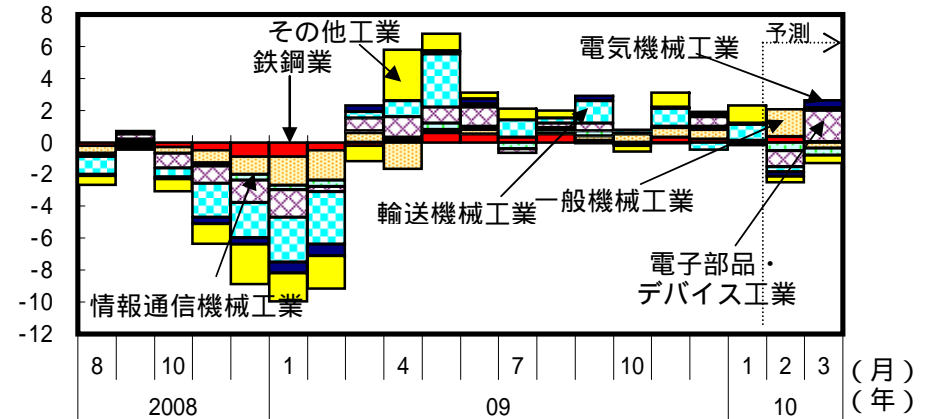 8
6
4
2
0
-2
-4
-6
-8
-10
-12
その他工業
鉄鋼業
電気機械工業
予測
輸送機械工業
一般機械工業
電子部品・
デバイス工業
情報通信機械工業
8 10 1 4 7 10 1 2 3 (月)
2008 09 10 (年)